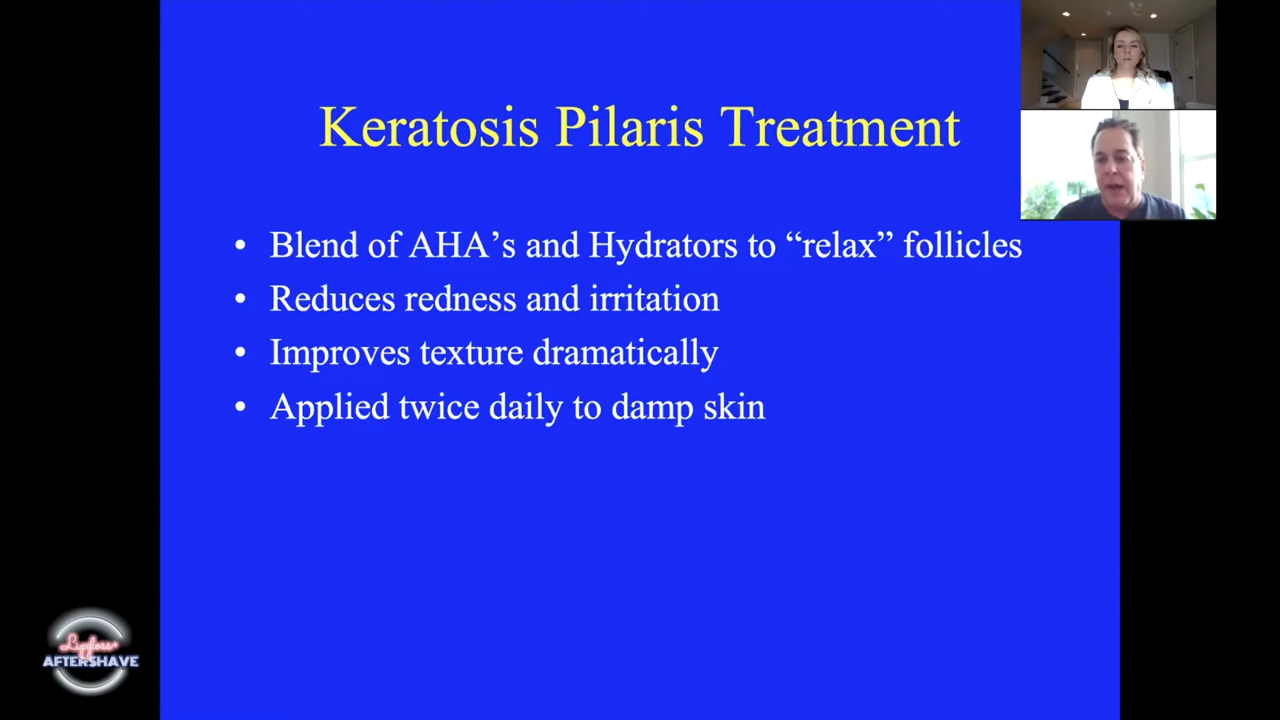 Keratosis Pilaris Treatment
• Blend of AHA’s and Hydrators to “relax” follicles
• Reduces redness and irritation
• Improves texture dramatically
• Applied twice daily to damp skin
Lipgloss+
AFTERSHAVE